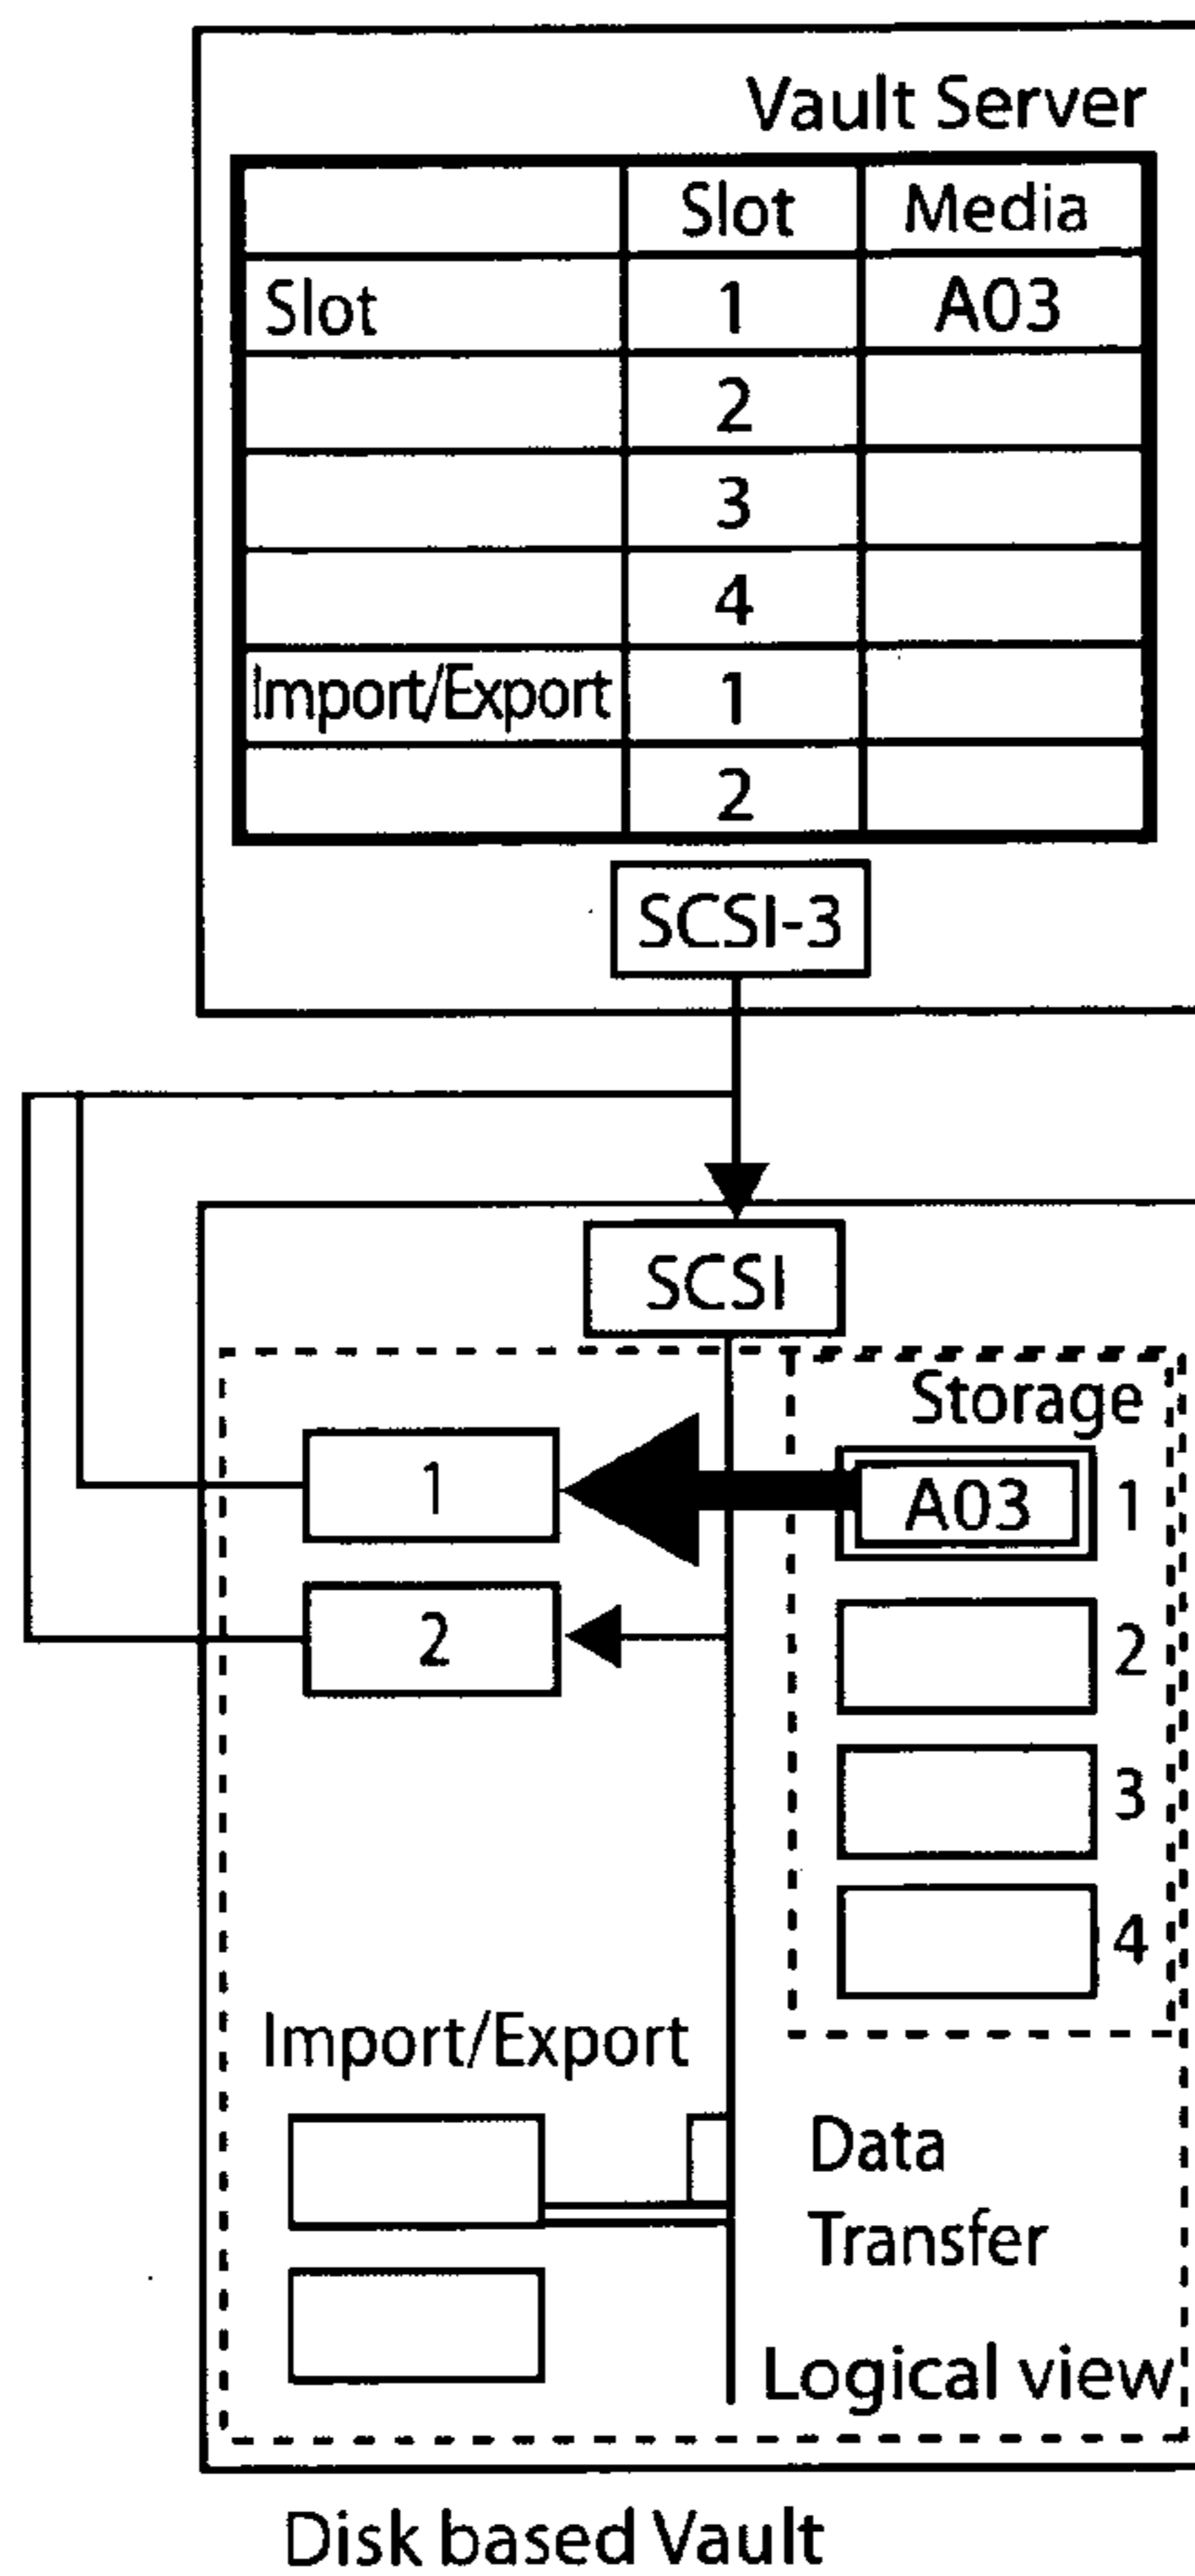 Vault Server
Slot Media
Slot 1 A03
2
3
4
Import/Export 1
2
SCSI-3
SCSI
Storage
1 A03 1
2 2
3
4
Import/Export
Data
Transfer
Logical view
Disk based Vault